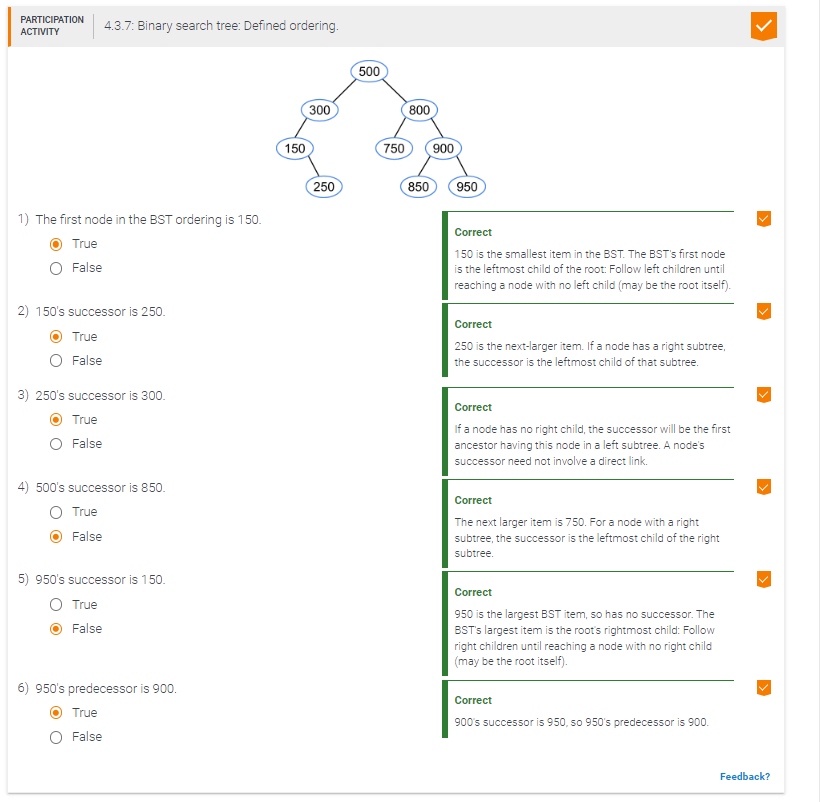 PARTICIPATION
ACTIVITY
4.3.7: Binary search tree: Defined ordering.
500
300 800
150 750 900
250 850 950
1) The first node in the BST ordering is 150.
True
False
Correct
150 is the smallest item in the BST. The BST's first node
is the leftmost child of the root: Follow left children until
reaching a node with no left child (may be the root itself).
2) 150's successor is 250.
True
False
Correct
250 is the next-larger item. If a node has a right subtree,
the successor is the leftmost child of that subtree.
3) 250's successor is 300.
True
False
Correct
If a node has no right child, the successor will be the first
ancestor having this node in a left subtree. A node's
successor need not involve a direct link.
4) 500's successor is 850.
True
False
Correct
The next larger item is 750. For a node with a right
subtree, the successor is the leftmost child of the right
subtree.
5) 950's successor is 150.
True
False
Correct
950 is the largest BST item, so has no successor. The
BST's largest item is the root's rightmost child: Follow
right children until reaching a node with no right child
(may be the root itself).
6) 950's predecessor is 900.
True
False
Correct
900's successor is 950, so 950's predecessor is 900.
Feedback?